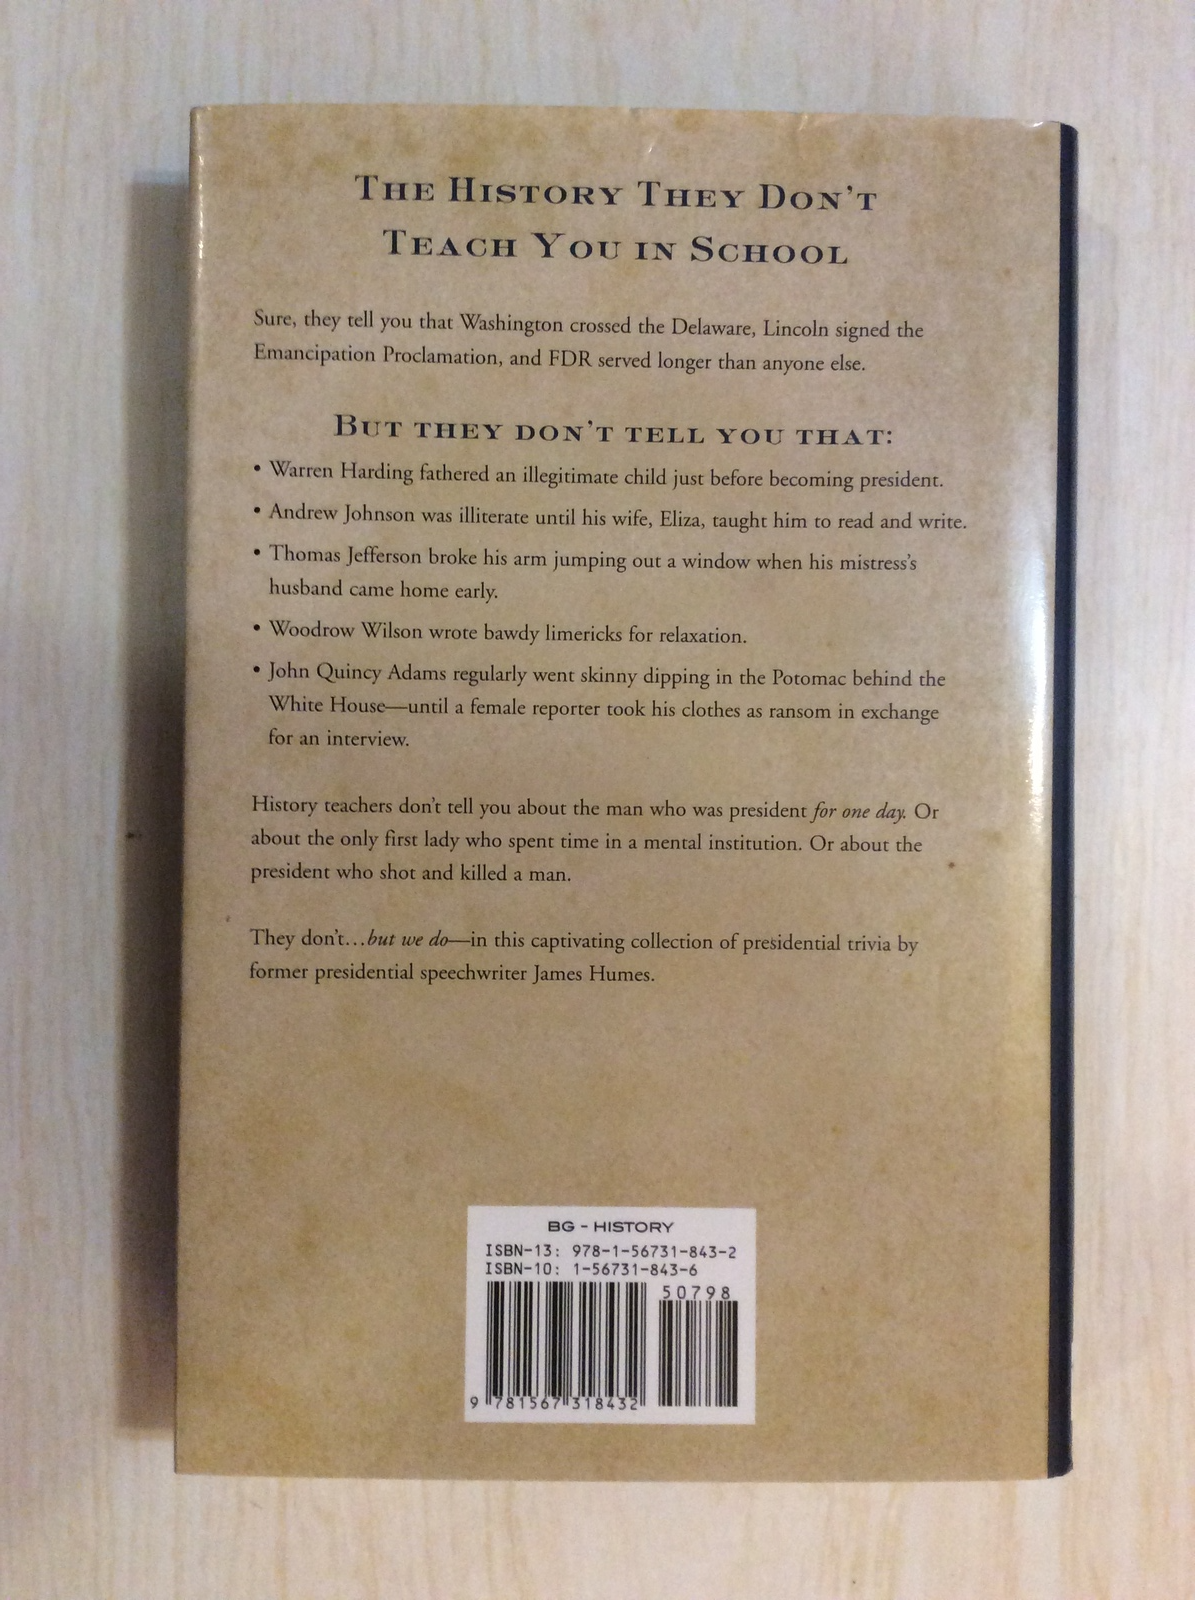 THE HISTORY THEY DON'T
TEACH YOU IN SCHOOL
Sure, they tell you that Washington crossed the Delaware, Lincoln signed the
Emancipation Proclamation, and FDR served longer than anyone else.
BUT THEY DON'T TELL YOU THAT:
• Warren Harding fathered an illegitimate child just before becoming president.
• Andrew Johnson was illiterate until his wife, Eliza, taught him to read and write.
• Thomas Jefferson broke his arm jumping out a window when his mistress's
husband came home early.
• Woodrow Wilson wrote bawdy limericks for relaxation.
• John Quincy Adams regularly went skinny dipping in the Potomac behind the
White House—until a female reporter took his clothes as ransom in exchange
for an interview.
History teachers don't tell you about the man who was president for one day. Or
about the only first lady who spent time in a mental institution. Or about the
president who shot and killed a man.
They don't...but we do—in this captivating collection of presidential trivia by
former presidential speechwriter James Humes.
BG - HISTORY
ISBN-13: 978-1-56731-843-2
ISBN-10: 1-56731-843-6
50798
9 781567 318432